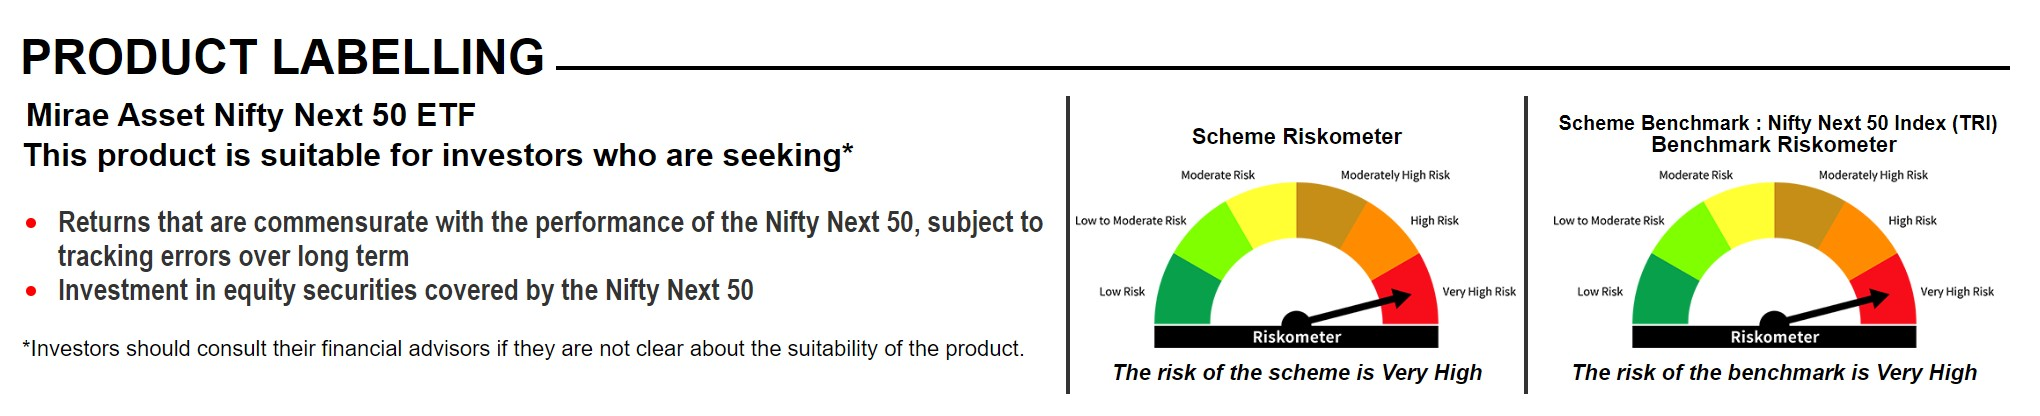 PRODUCT LABELLING
Mirae Asset Nifty Next 50 ETF
This product is suitable for investors who are seeking*
• Returns that are commensurate with the performance of the Nifty Next 50, subject to
tracking errors over long term
• Investment in equity securities covered by the Nifty Next 50
*Investors should consult their financial advisors if they are not clear about the suitability of the product.
Scheme Riskometer
Moderate Risk
Moderately High Risk
Low to Moderate Risk
High Risk
Low Risk
Very High Risk
Riskometer
The risk of the scheme is Very High
Scheme Benchmark : Nifty Next 50 Index (TRI)
Benchmark Riskometer
Moderate Risk
Moderately High Risk
Low to Moderate Risk
High Risk
Low Risk
Very High Risk
Riskometer
The risk of the benchmark is Very High